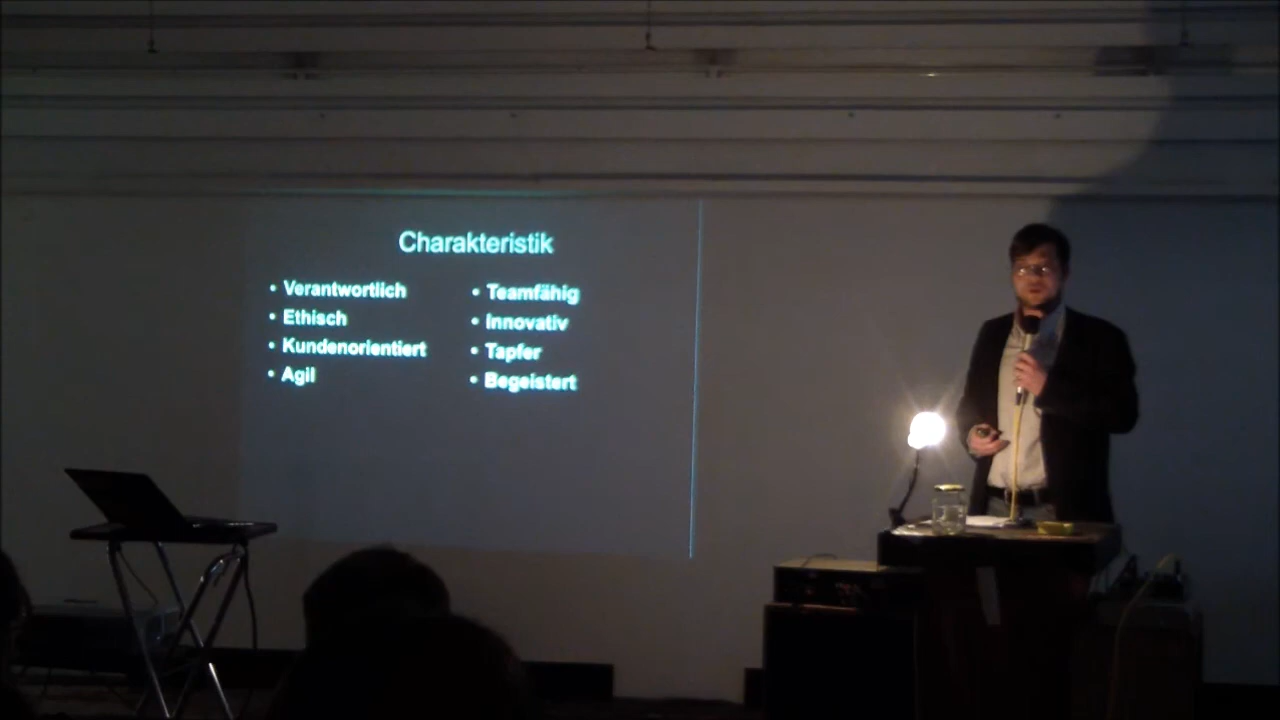 Charakteristik
• Verantwortlich
• Ethisch
• Kundenorientiert
• Agil
• Teamfähig
• Innovativ
• Tapfer
• Begeistert